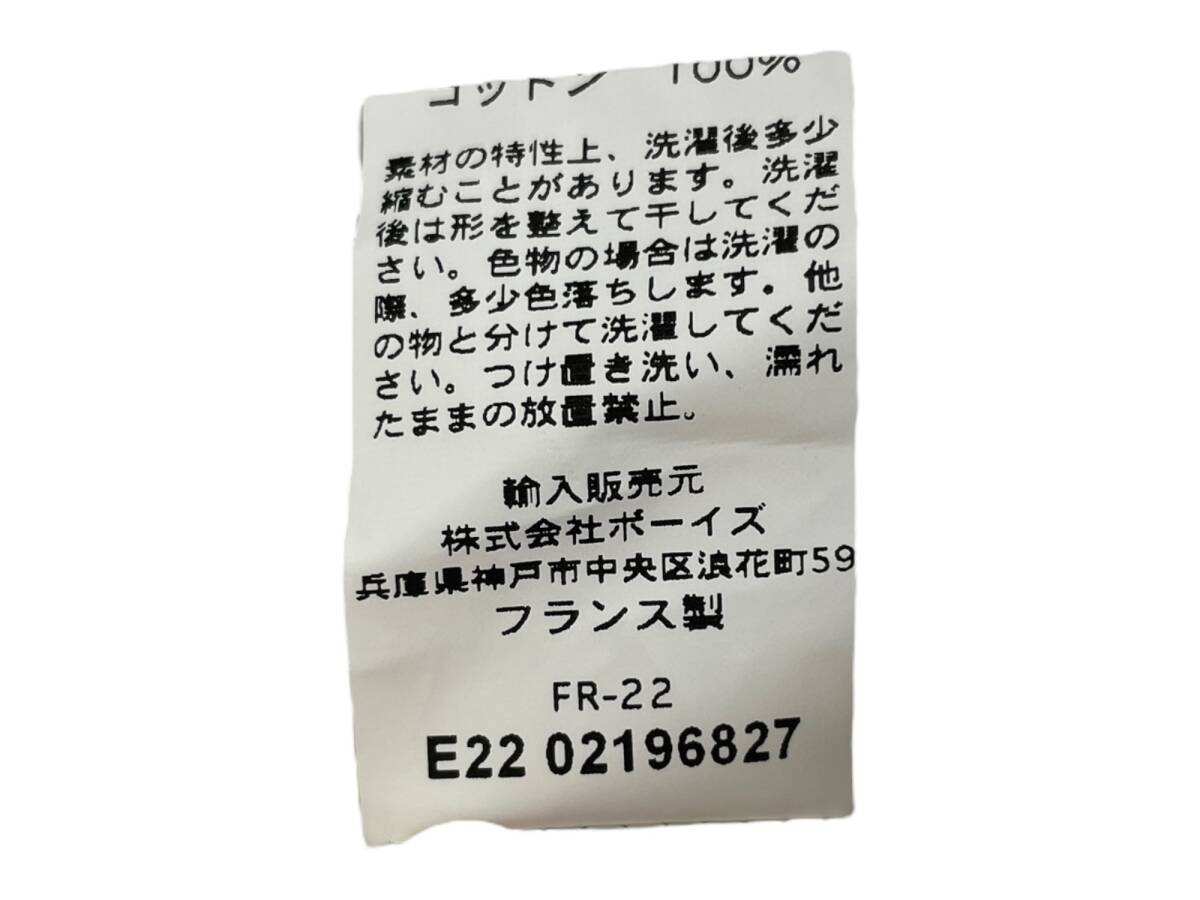 コットン 100%
素材の特性上、洗濯後多少
縮むことがあります。洗濯
後は形を整えて干してくだ
さい。色物の場合は洗濯の
際、多少色落ちします。他
の物と分けて洗濯してくだ
さい。つけ置き洗い、濡れ
たままの放置禁止。
輸入販売元
株式会社ボーイズ
兵庫県神戸市中央区浪花町59
フランス製
FR-22
E22 02196827